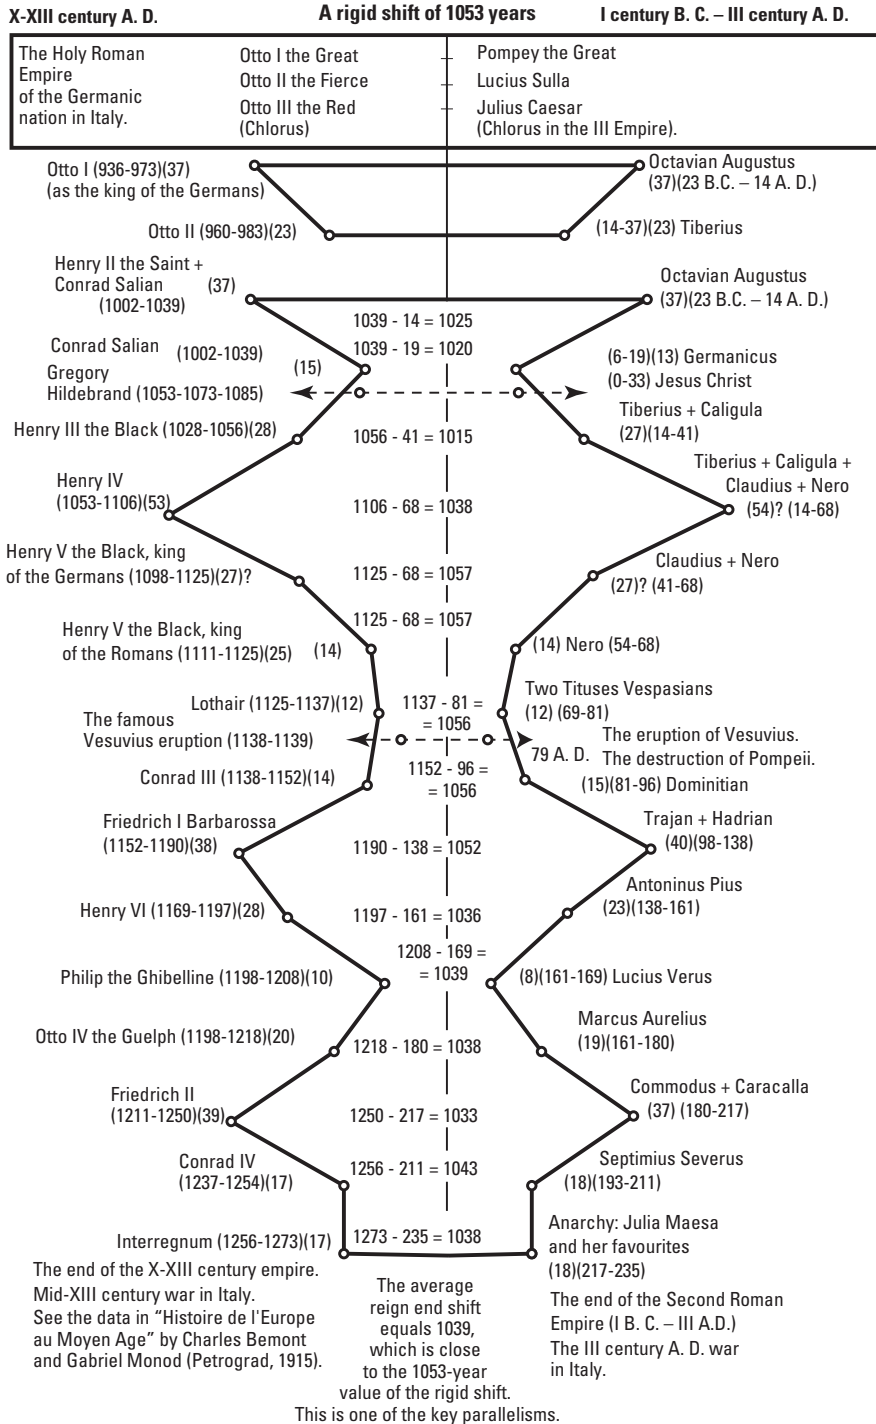 X-XIII century A. D.
A rigid shift of 1053 years
I century B. C. – III century A. D.
The Holy Roman
Empire
of the Germanic
nation in Italy.
Otto I the Great
Otto II the Fierce
Otto III the Red
(Chlorus)
Pompey the Great
Lucius Sulla
Julius Caesar
(Chlorus in the III Empire).
Otto I (936-973)(37)
(as the king of the Germans)
Octavian Augustus
(37)(23 B.C. – 14 A. D.)
Otto II (960-983)(23)
(14-37)(23) Tiberius
Henry II the Saint +
Conrad Salian (37)
(1002-1039)
Octavian Augustus
(37)(23 B.C. – 14 A. D.)
1039 - 14 = 1025
Conrad Salian (1002-1039)
(15)
1039 - 19 = 1020
(6-19)(13) Germanicus
Gregory
Hildebrand (1053-1073-1085)
(0-33) Jesus Christ
Henry III the Black (1028-1056)(28)
1056 - 41 = 1015
Tiberius + Caligula
(27)(14-41)
Henry IV
(1053-1106)(53)
1106 - 68 = 1038
Tiberius + Caligula +
Claudius + Nero
(54)? (14-68)
Henry V the Black, king
of the Germans (1098-1125)(27)?
1125 - 68 = 1057
Claudius + Nero
(27)? (41-68)
Henry V the Black, king
of the Romans (1111-1125)(25) (14)
1125 - 68 = 1057
(14) Nero (54-68)
Lothair (1125-1137)(12)
1137 - 81 =
= 1056
Two Tituses Vespasians
(12) (69-81)
The famous
Vesuvius eruption (1138-1139)
79 A. D.
The eruption of Vesuvius.
The destruction of Pompeii.
Conrad III (1138-1152)(14)
1152 - 96 =
= 1056
(15)(81-96) Dominitian
Friedrich I Barbarossa
(1152-1190)(38)
1190 - 138 = 1052
Trajan + Hadrian
(40)(98-138)
Henry VI (1169-1197)(28)
1197 - 161 = 1036
Antoninus Pius
(23)(138-161)
Philip the Ghibelline (1198-1208)(10)
1208 - 169 =
= 1039
(8)(161-169) Lucius Verus
Otto IV the Guelph (1198-1218)(20)
1218 - 180 = 1038
Marcus Aurelius
(19)(161-180)
Friedrich II
(1211-1250)(39)
1250 - 217 = 1033
Commodus + Caracalla
(37) (180-217)
Conrad IV
(1237-1254)(17)
1256 - 211 = 1043
Septimius Severus
(18)(193-211)
Interregnum (1256-1273)(17)
1273 - 235 = 1038
Anarchy: Julia Maesa
and her favourites
(18)(217-235)
The end of the X-XIII century empire.
Mid-XIII century war in Italy.
See the data in “Histoire de l'Europe
au Moyen Age” by Charles Bemont
and Gabriel Monod (Petrograd, 1915).
The average
reign end shift
equals 1039,
which is close
to the 1053-year
value of the rigid shift.
This is one of the key parallelisms.
The end of the Second Roman
Empire (I B. C. – III A.D.)
The III century A. D. war
in Italy.